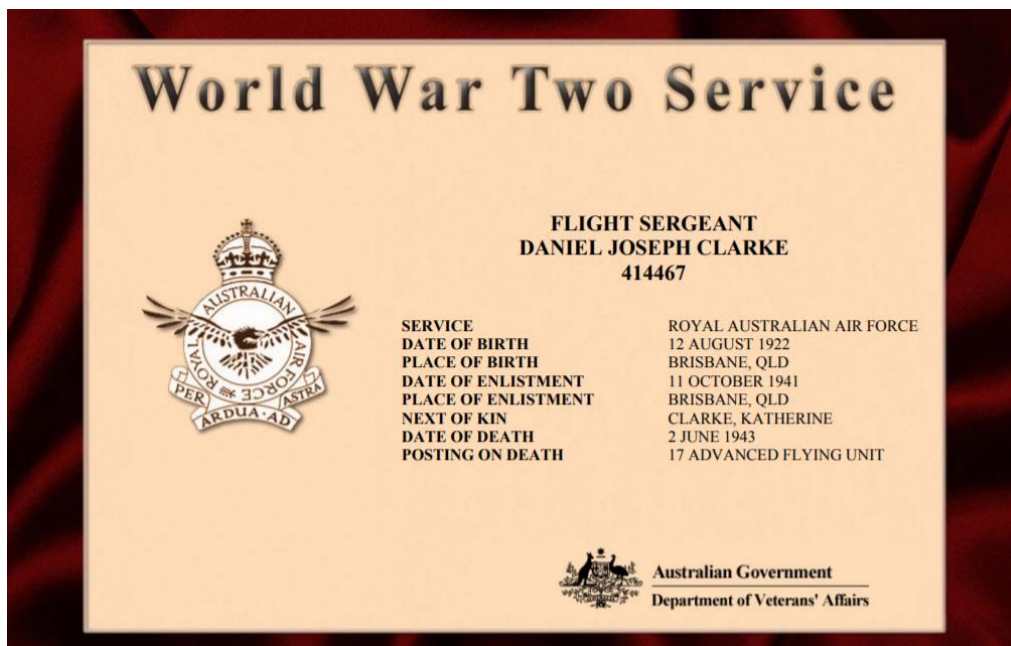 World War Two Service
FLIGHT SERGEANT
DANIEL JOSEPH CLARKE
414467
ROYAL AUSTRALIAN AIR FORCE
PER ARDUA·AD ASTRA
SERVICE ROYAL AUSTRALIAN AIR FORCE
DATE OF BIRTH 12 AUGUST 1922
PLACE OF BIRTH BRISBANE, QLD
DATE OF ENLISTMENT 11 OCTOBER 1941
PLACE OF ENLISTMENT BRISBANE, QLD
NEXT OF KIN CLARKE, KATHERINE
DATE OF DEATH 2 JUNE 1943
POSTING ON DEATH 17 ADVANCED FLYING UNIT
Australian Government
Department of Veterans' Affairs